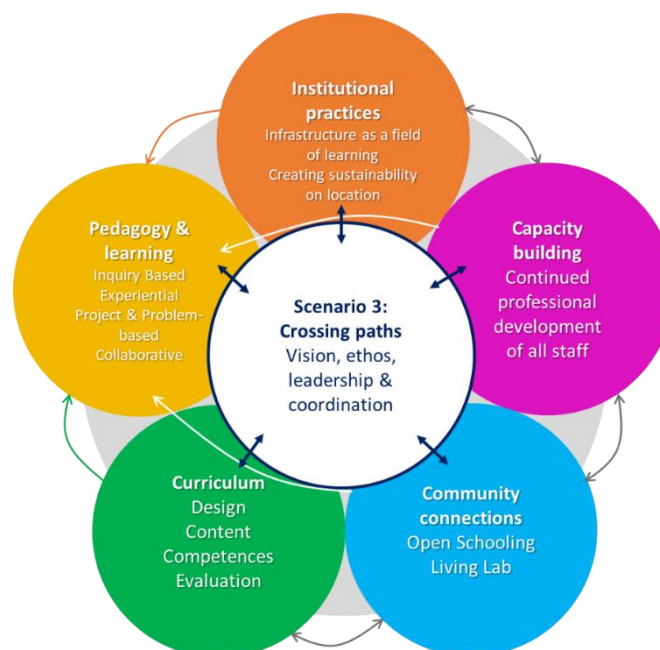 Institutional
practices
Infrastructure as a field
of learning
Creating sustainability
on location
Pedagogy &
learning
Inquiry Based
Experiential
Project & Problem-
based
Collaborative
Capacity
building
Continued
professional
development
of all staff
Scenario 3:
Crossing paths
Vision, ethos,
leadership &
coordination
Curriculum
Design
Content
Competences
Evaluation
Community
connections
Open Schooling
Living Lab